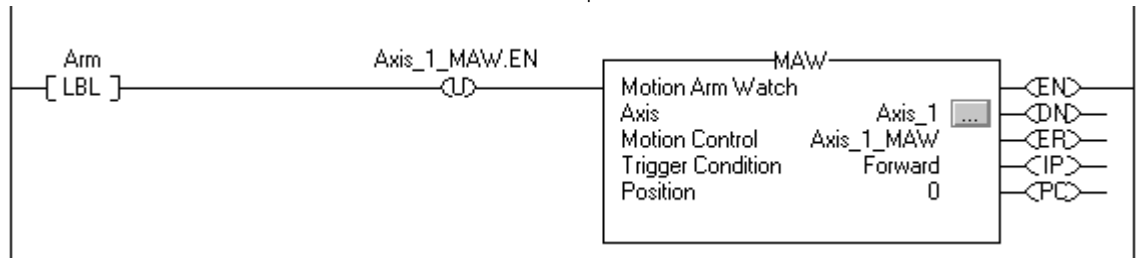 Arm
LBL
Axis_1_MAW.EN
U
MAW
Motion Arm Watch
Axis Axis_1 ...
Motion Control Axis_1_MAW
Trigger Condition Forward
Position 0
EN
DN
ER
IP
PC